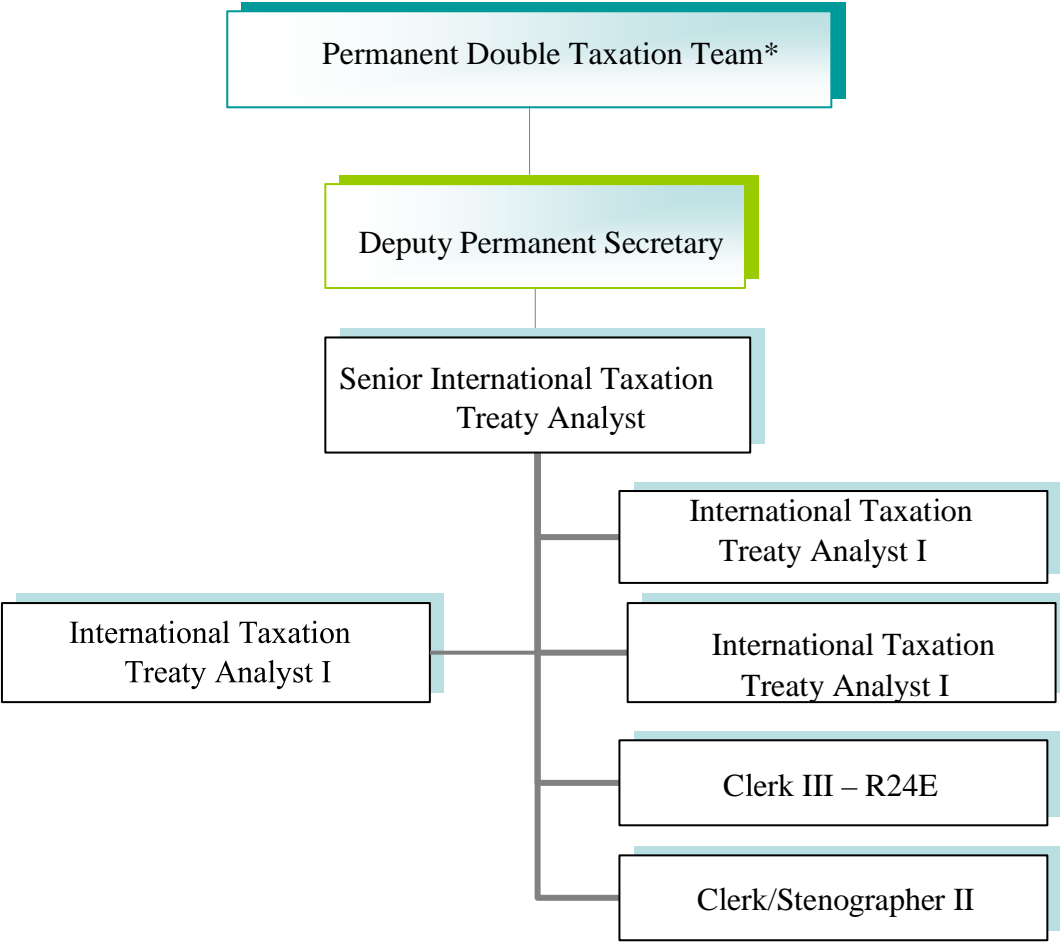 Permanent Double Taxation Team*
Deputy Permanent Secretary
Senior International Taxation
Treaty Analyst
International Taxation
Treaty Analyst I
International Taxation
Treaty Analyst I
International Taxation
Treaty Analyst I
Clerk III – R24E
Clerk/Stenographer II